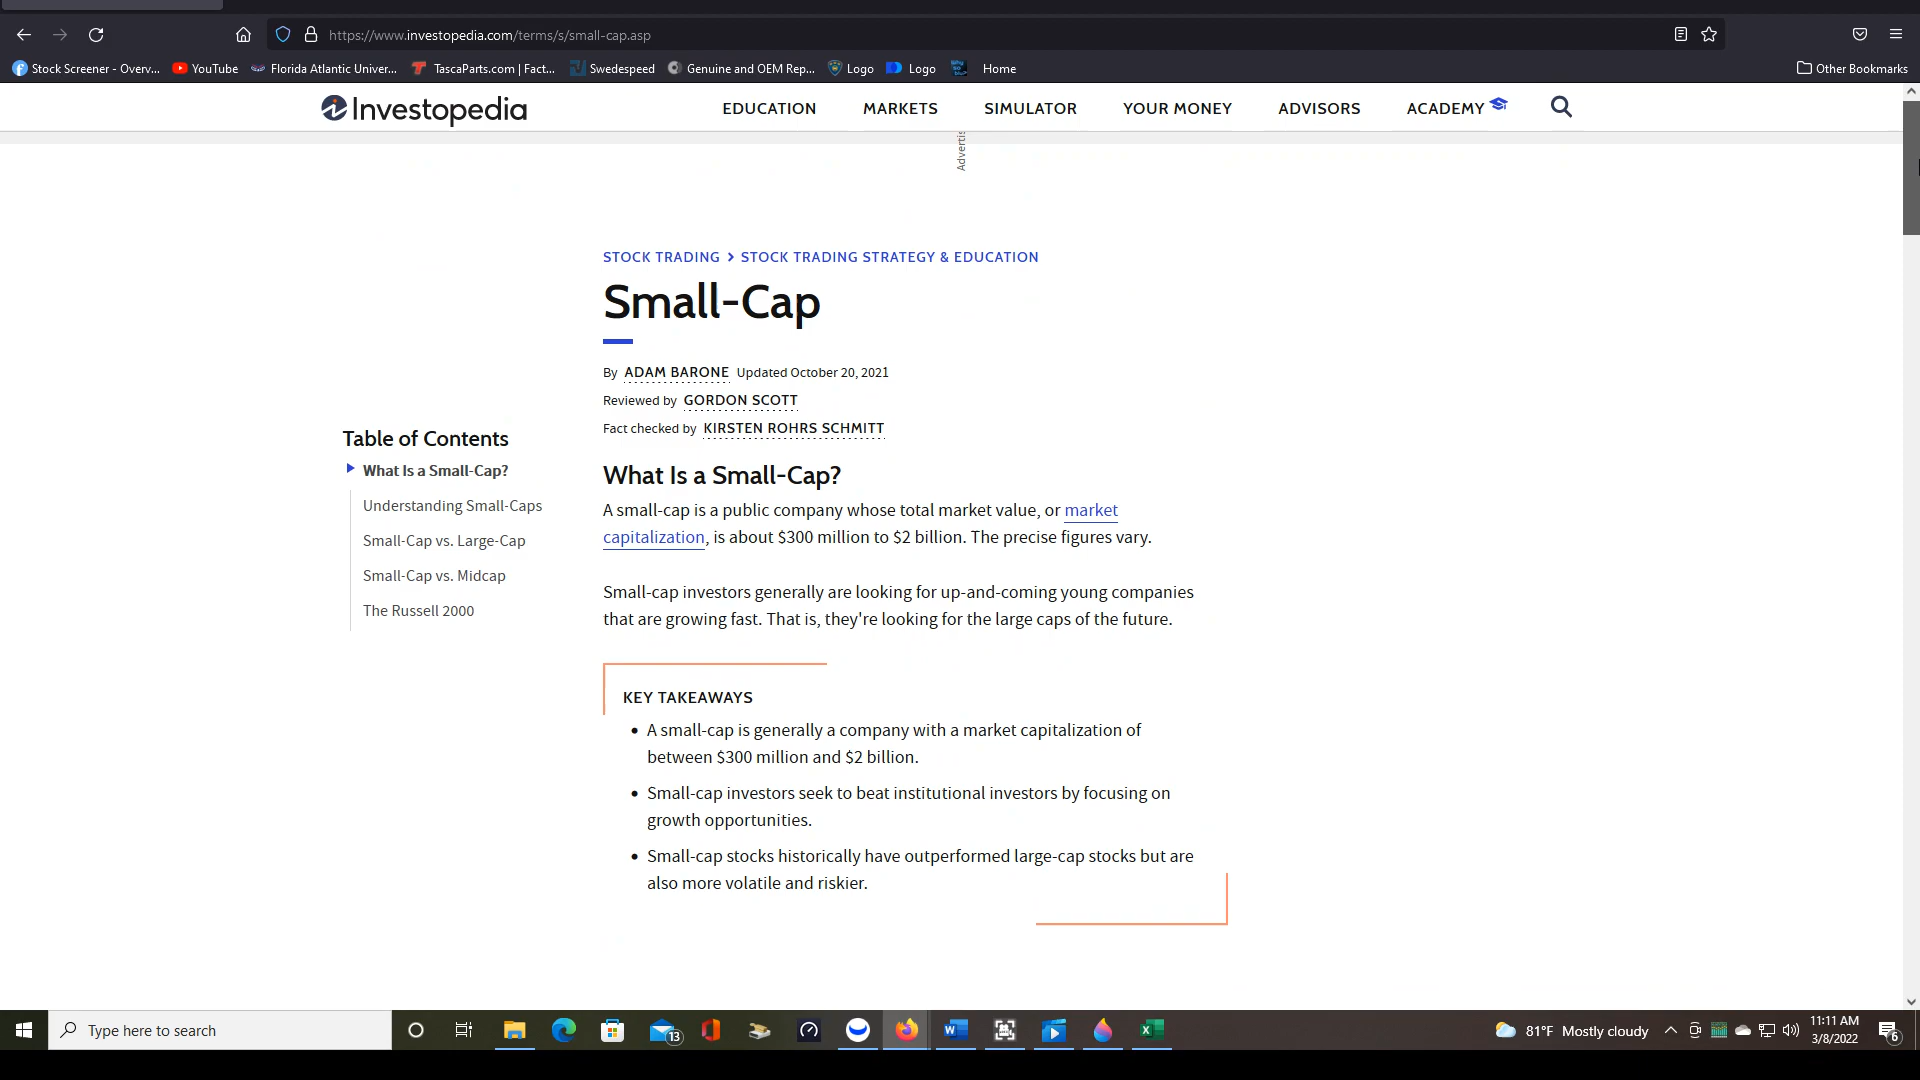 https://www.investopedia.com/terms/s/small-cap.asp
Stock Screener - Overv... YouTube Florida Atlantic Univer... TascaParts.com | Fact... Swedespeed Genuine and OEM Rep... Logo Logo Home Other Bookmarks
Investopedia EDUCATION MARKETS SIMULATOR YOUR MONEY ADVISORS ACADEMY
Advertis
STOCK TRADING > STOCK TRADING STRATEGY & EDUCATION
Small-Cap
By ADAM BARONE Updated October 20, 2021
Reviewed by GORDON SCOTT
Fact checked by KIRSTEN ROHRS SCHMITT
Table of Contents
What Is a Small-Cap?
Understanding Small-Caps
Small-Cap vs. Large-Cap
Small-Cap vs. Midcap
The Russell 2000
What Is a Small-Cap?
A small-cap is a public company whose total market value, or market
capitalization, is about $300 million to $2 billion. The precise figures vary.
Small-cap investors generally are looking for up-and-coming young companies
that are growing fast. That is, they're looking for the large caps of the future.
KEY TAKEAWAYS
• A small-cap is generally a company with a market capitalization of
between $300 million and $2 billion.
• Small-cap investors seek to beat institutional investors by focusing on
growth opportunities.
• Small-cap stocks historically have outperformed large-cap stocks but are
also more volatile and riskier.
Type here to search
13
81°F Mostly cloudy
11:11 AM
3/8/2022
6